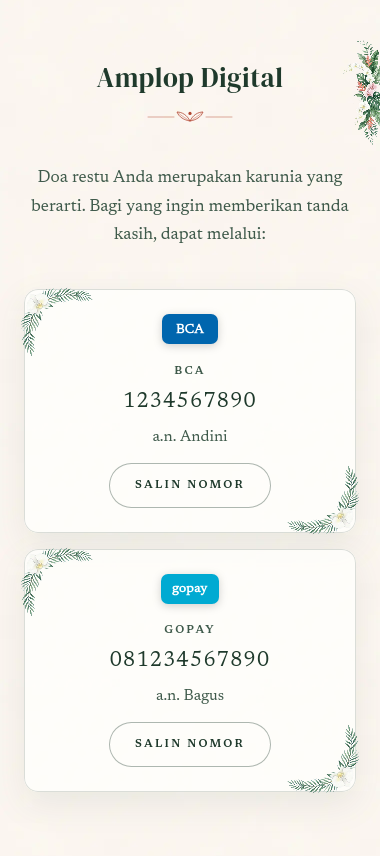 Amplop Digital
Doa restu Anda merupakan karunia yang
berarti. Bagi yang ingin memberikan tanda
kasih, dapat melalui:
BCA
BCA
1234567890
a.n. Andini
SALIN NOMOR
gopay
GOPAY
081234567890
a.n. Bagus
SALIN NOMOR